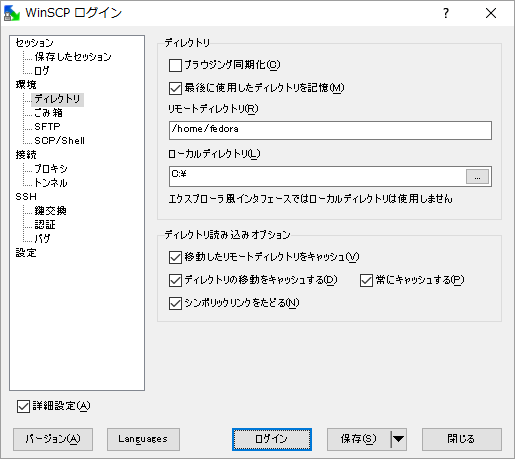 WinSCP ログイン
セッション
保存したセッション
ログ
環境
ディレクトリ
ごみ箱
SFTP
SCP/Shell
接続
プロキシ
トンネル
SSH
鍵交換
認証
バグ
設定
詳細設定(A)
ディレクトリ
ブラウジング同期化(C)
最後に使用したディレクトリを記憶(M)
リモートディレクトリ(R)
/home/fedora
ローカルディレクトリ(L)
C:¥
...
エクスプローラ風インタフェースではローカルディレクトリは使用しません
ディレクトリ読み込みオプション
移動したリモートディレクトリをキャッシュ(V)
ディレクトリの移動をキャッシュする(D) 常にキャッシュする(P)
シンボリックリンクをたどる(N)
バージョン(A) Languages ログイン 保存(S) 閉じる